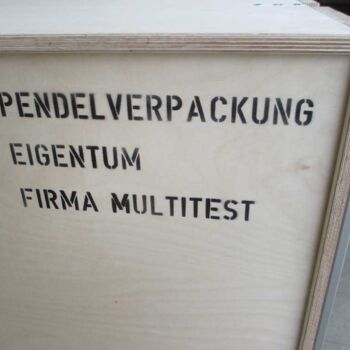 PENDELVERPACKUNG
EIGENTUM
FIRMA MULTITEST